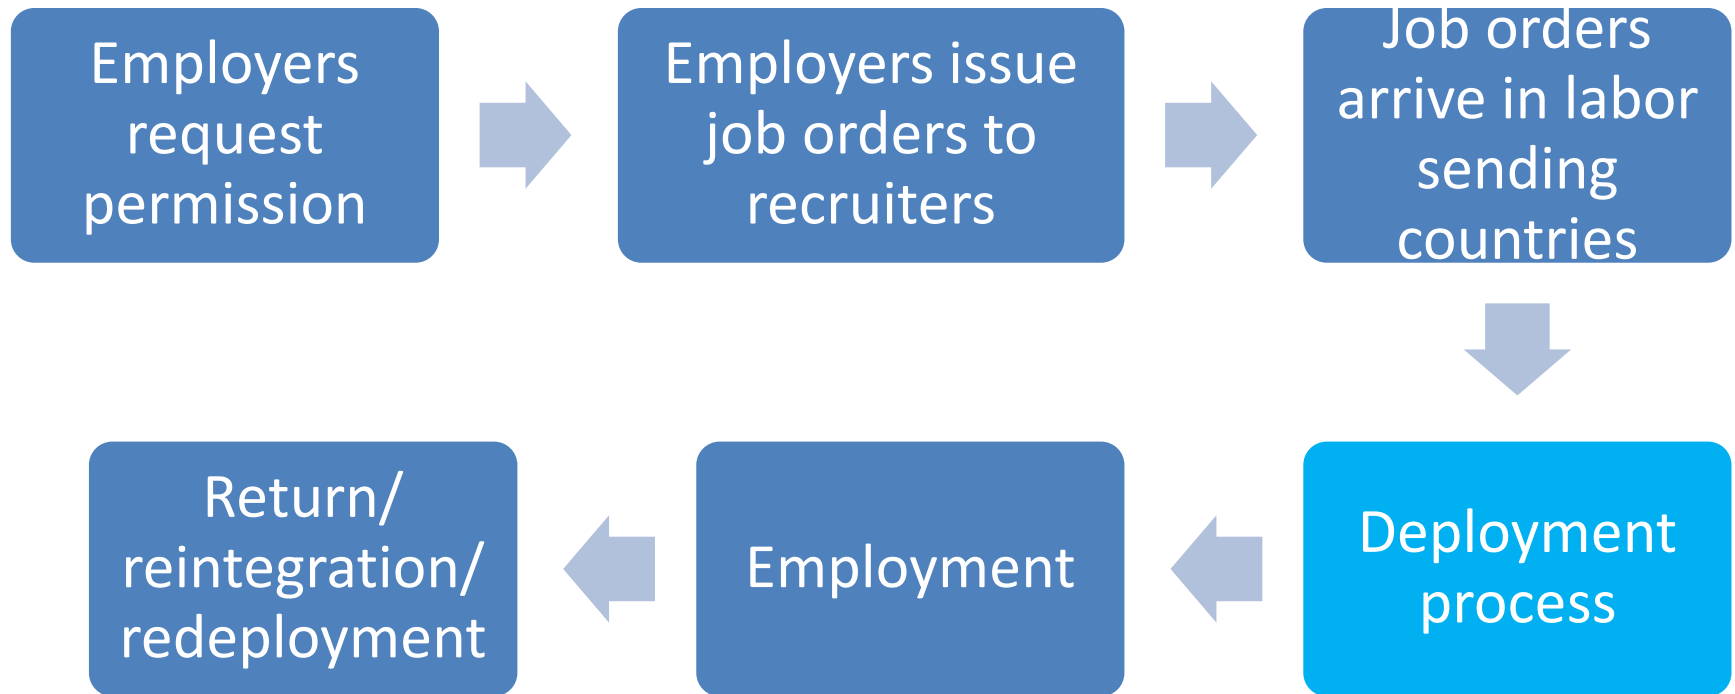 Employers
request
permission
Employers issue
job orders to
recruiters
Job orders
arrive in labor
sending
countries
Deployment
process
Employment
Return/
reintegration/
redeployment